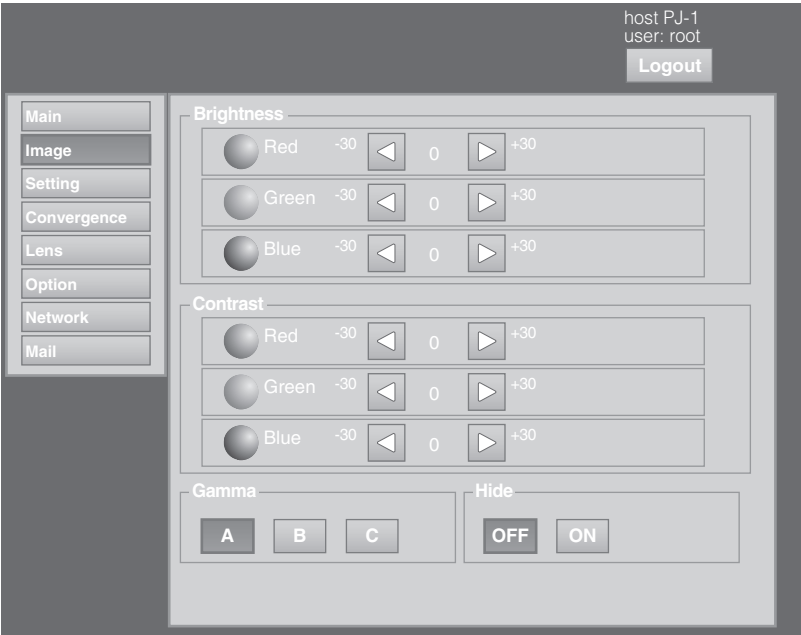 host PJ-1
user: root
Logout
Main
Image
Setting
Convergence
Lens
Option
Network
Mail
Brightness
Red -30 0 +30
Green -30 0 +30
Blue -30 0 +30
Contrast
Red -30 0 +30
Green -30 0 +30
Blue -30 0 +30
Gamma
A B C
Hide
OFF ON